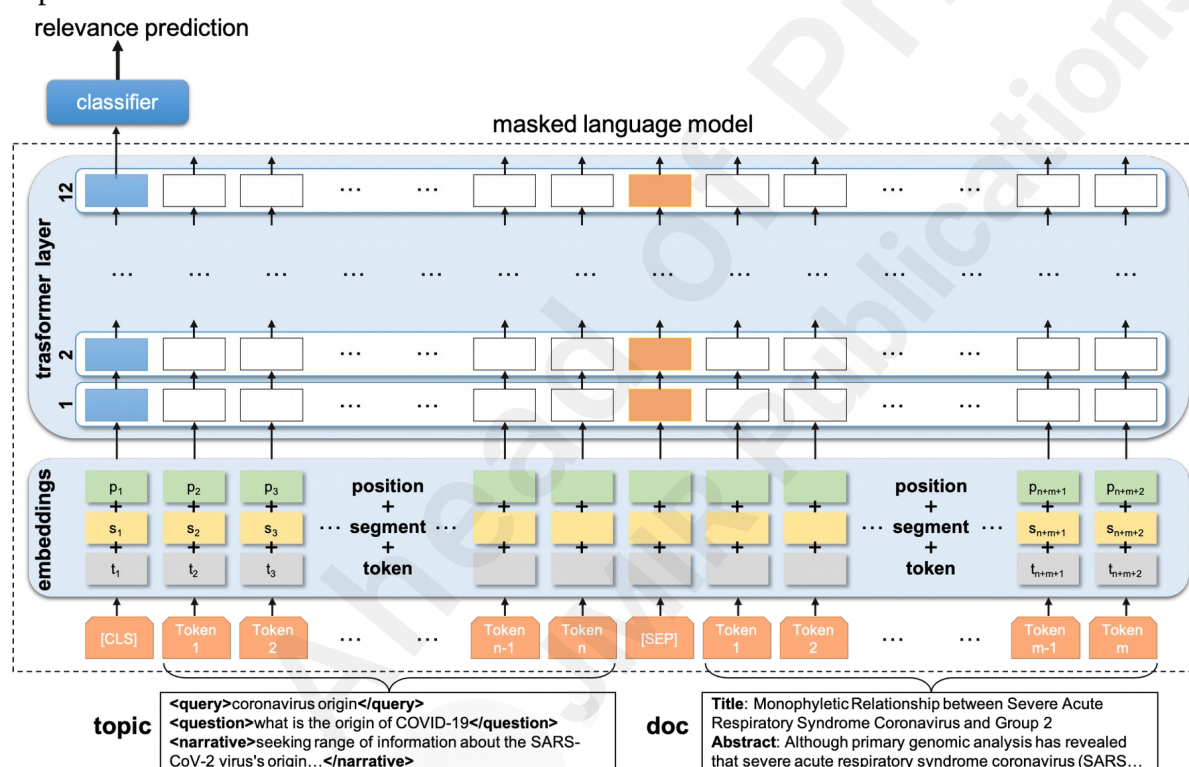 relevance prediction
classifier
masked language model
trasformer layer
12
... ...
... ...
... ... ... ... ... ... ... ... ... ... ... ... ... ...
2
... ...
... ...
1
... ...
... ...
embeddings
p1 p2 p3 position position pn+m+1 pn+m+2
+ + + + + + + + + + + +
s1 s2 s3 ... segment ... ... segment ... sn+m+1 sn+m+2
+ + + + + + + + + + + +
t1 t2 t3 token token tn+m+1 tn+m+2
[CLS] Token 1 Token 2 ... ... Token n-1 Token n [SEP] Token 1 Token 2 ... ... Token m-1 Token m
topic
<query>coronavirus origin</query>
<question>what is the origin of COVID-19</question>
<narrative>seeking range of information about the SARS-
CoV-2 virus's origin...</narrative>
doc
Title: Monophyletic Relationship between Severe Acute
Respiratory Syndrome Coronavirus and Group 2
Abstract: Although primary genomic analysis has revealed
that severe acute respiratory syndrome coronavirus (SARS...
Ahead of Pri
JMIR Publications